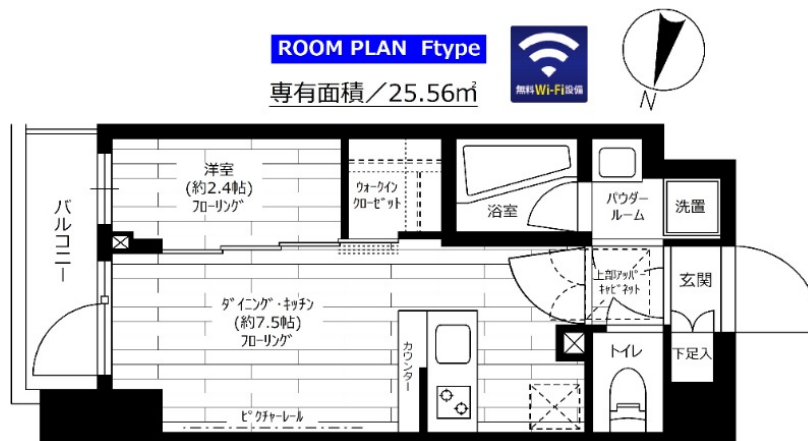 ROOM PLAN Ftype
専有面積／25.56㎡
無料Wi-Fi設備
N
洋室
(約2.4帖)
フローリング
ウォークイン
クローゼット
浴室
パウダー
ルーム
洗置
バルコニー
ダイニング・キッチン
(約7.5帖)
フローリング
カウンター
上部アッパー
キャビネット
玄関
トイレ
下足入
ピクチャーレール